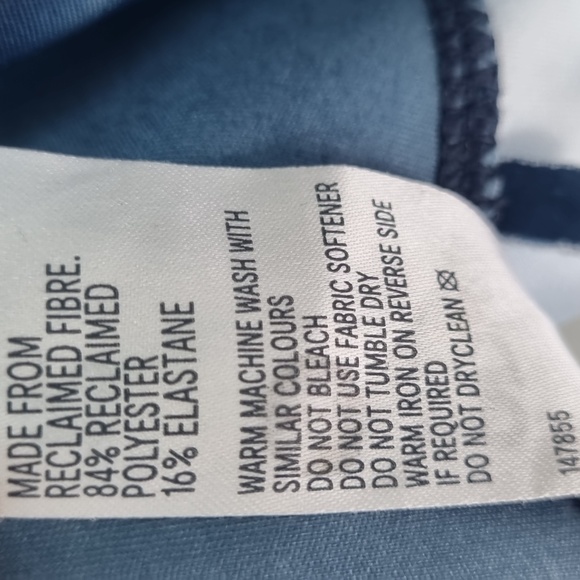 MADE FROM
RECLAIMED FIBRE.
84% RECLAIMED
POLYESTER
16% ELASTANE
WARM MACHINE WASH WITH
SIMILAR COLOURS
DO NOT BLEACH
DO NOT USE FABRIC SOFTENER
DO NOT TUMBLE DRY
WARM IRON ON REVERSE SIDE
IF REQUIRED
DO NOT DRYCLEAN
147855